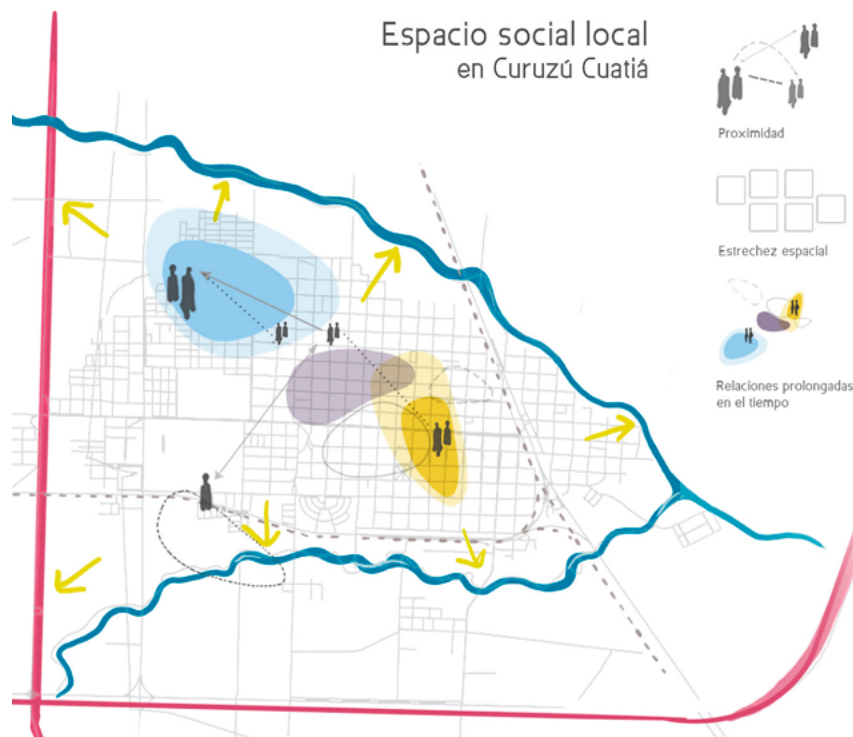 Espacio social local
en Curuzú Cuatiá
Proximidad
Estrechez espacial
Relaciones prolongadas
en el tiempo